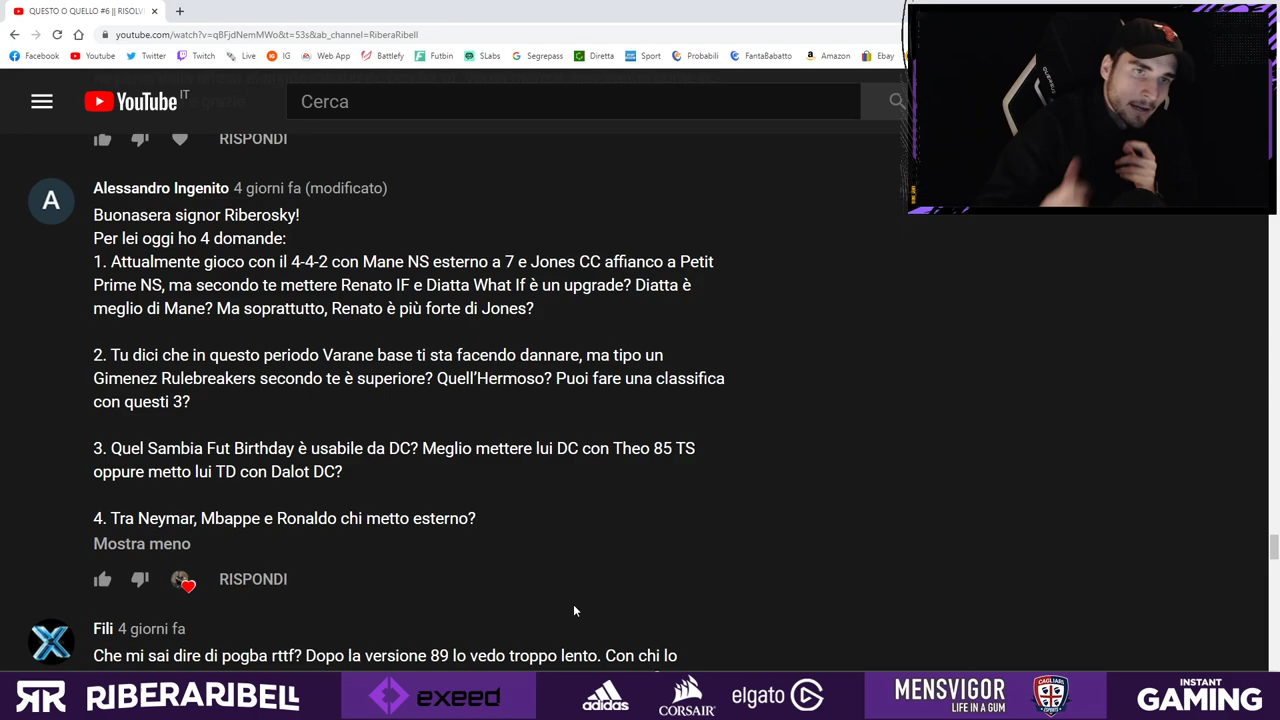 QUESTO O QUELLO #6 || RISOLV
youtube.com/watch?v=qBFjdNemMWo&t=53s&ab_channel=RiberaRibell
Facebook Youtube Twitch Live IG Web App Battlefy Futbin SLabs Segrepass Diretta Sport Probabili FantaBabatto Amazon Ebay
YouTube IT
Cerca
RISPONDI
A
Alessandro Ingenito 4 giorni fa (modificato)
Buonasera signor Riberosky!
Per lei oggi ho 4 domande:
1. Attualmente gioco con il 4-4-2 con Mane NS esterno a 7 e Jones CC affianco a Petit
Prime NS, ma secondo te mettere Renato IF e Diatta What If è un upgrade? Diatta è
meglio di Mane? Ma soprattutto, Renato è più forte di Jones?
2. Tu dici che in questo periodo Varane base ti sta facendo dannare, ma tipo un
Gimenez Rulebreakers secondo te è superiore? Quell'Hermoso? Puoi fare una classifica
con questi 3?
3. Quel Sambia Fut Birthday è usabile da DC? Meglio mettere lui DC con Theo 85 TS
oppure metto lui TD con Dalot DC?
4. Tra Neymar, Mbappe e Ronaldo chi metto esterno?
Mostra meno
RISPONDI
Fili 4 giorni fa
Che mi sai dire di pogba rttf? Dopo la versione 89 lo vedo troppo lento. Con chi lo
RIBERARIBELL
exeed
adidas
CORSAIR
elgato
MENSVIGOR
LIFE IN A GUM
CAGLIARI
INSTANT
GAMING